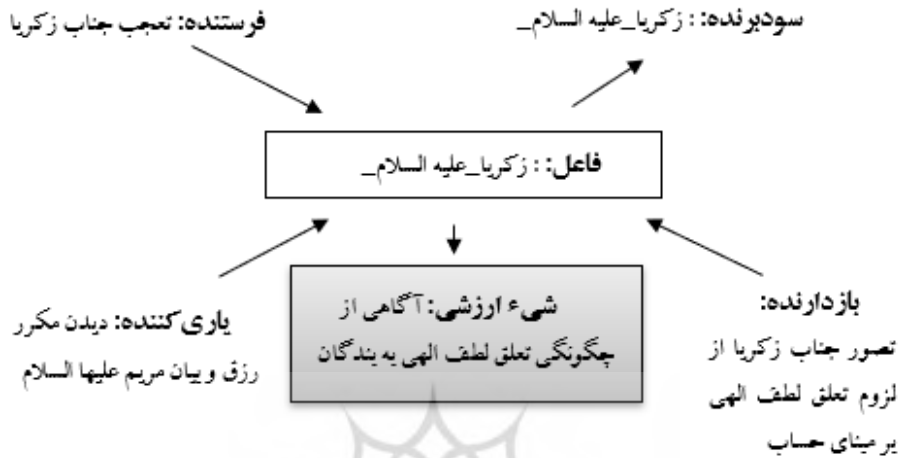 سودبرنده: : زکریا_علیه السلام_
فرستنده: تعجب جناب زکریا
فاعل: : زکریا_علیه السلام_
شیء ارزشی: آگاهی از
چگونگی تعلق لطف الهی یه بندگان
بازدارنده:
تصور جناب زکریا از
لزوم تعلق لطف الهی
بر مبنای حساب
یاری‌کننده: دیدن مکرر
رزق و بیان مریم علیها السلام